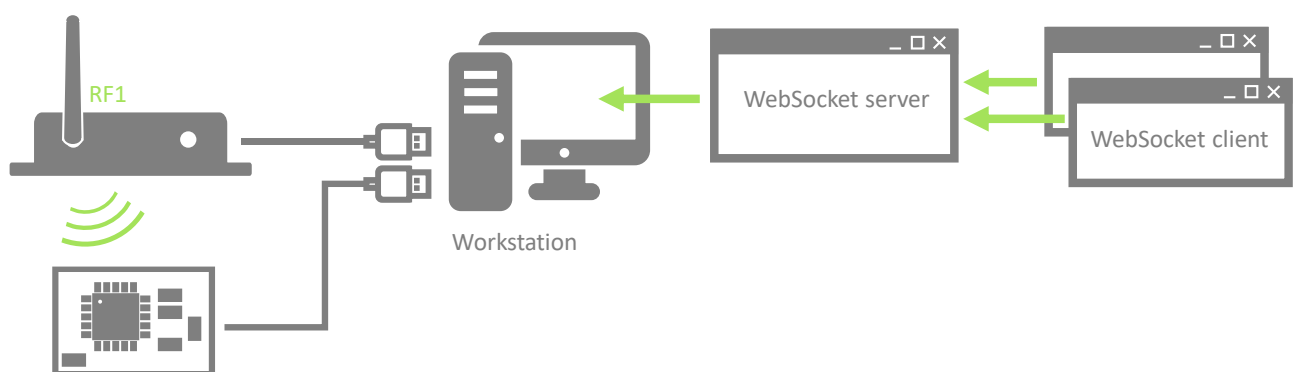 RF1
WebSocket server
WebSocket client
Workstation